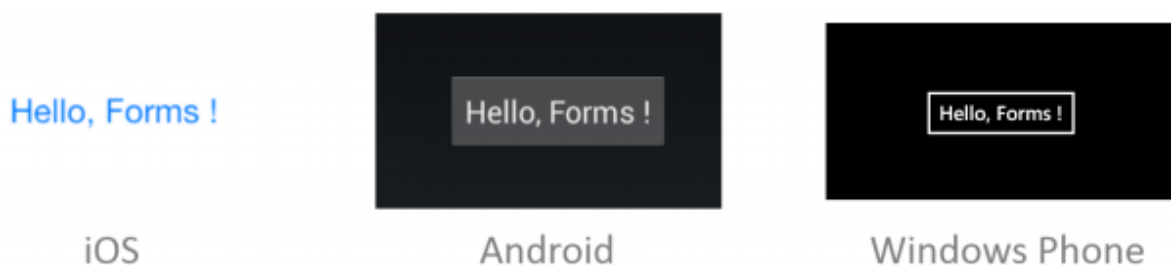 Hello, Forms !
Hello, Forms !
Hello, Forms !
iOS
Android
Windows Phone